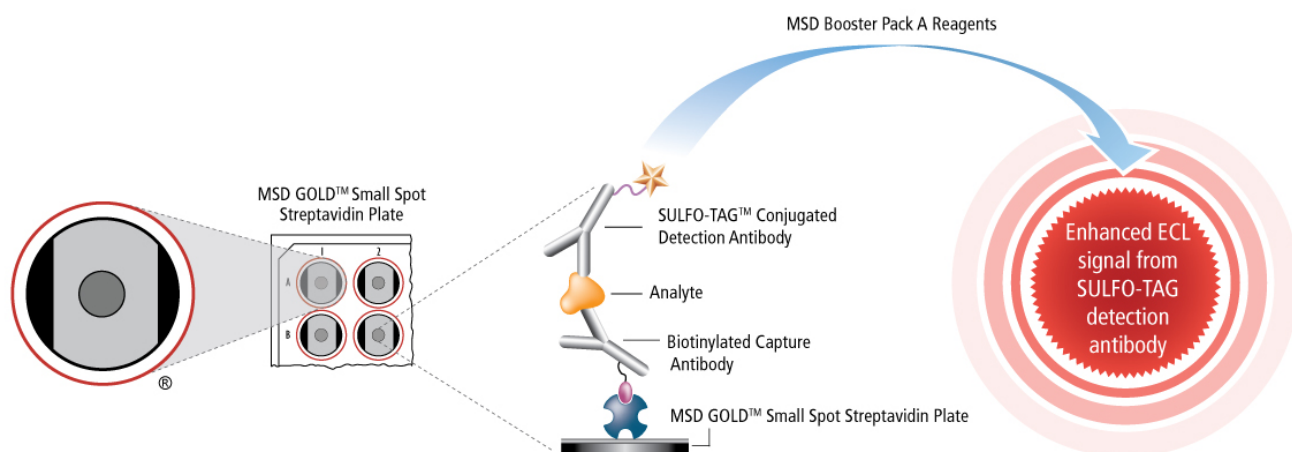 MSD Booster Pack A Reagents
MSD GOLD™ Small Spot
Streptavidin Plate
1 2
A
B
®
SULFO-TAG™ Conjugated
Detection Antibody
Analyte
Biotinylated Capture
Antibody
MSD GOLD™ Small Spot Streptavidin Plate
Enhanced ECL
signal from
SULFO-TAG
detection
antibody